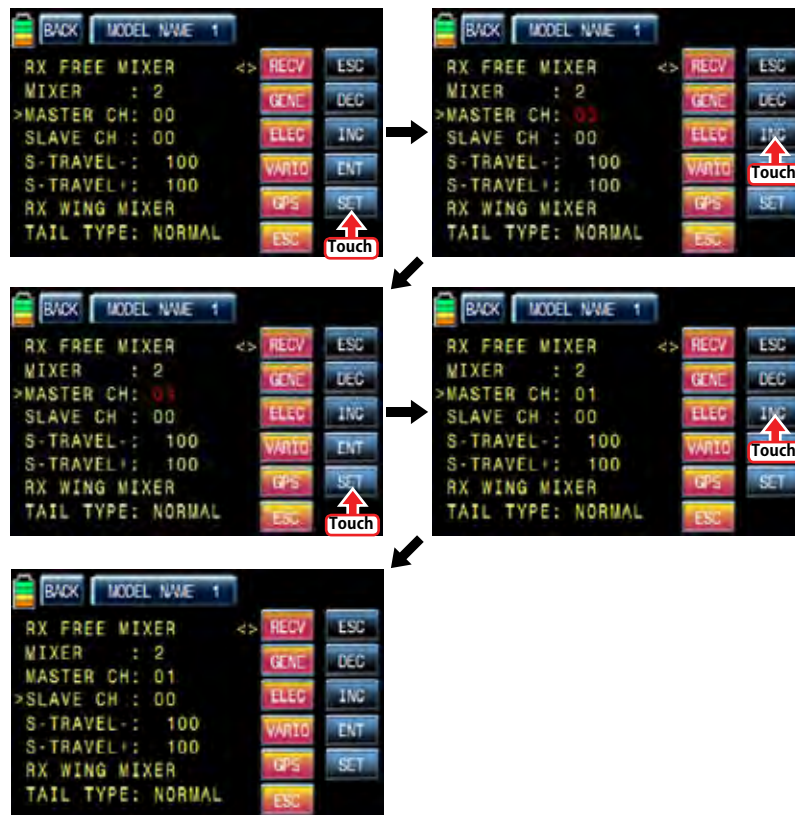 BACK MODEL NAME 1
RX FREE MIXER <> RECV ESC
MIXER : 2 GENE DEC
>MASTER CH: 00
SLAVE CH : 00 ELEC INC
S-TRAVEL-: 100 VARIO ENT
S-TRAVEL+: 100
RX WING MIXER GPS SET
TAIL TYPE: NORMAL ESC
Touch
BACK MODEL NAME 1
RX FREE MIXER <> RECV ESC
MIXER : 2 GENE DEC
>MASTER CH:
SLAVE CH : 00 ELEC INC
S-TRAVEL-: 100 VARIO Touch
S-TRAVEL+: 100
RX WING MIXER GPS SET
TAIL TYPE: NORMAL ESC
BACK MODEL NAME 1
RX FREE MIXER <> RECV ESC
MIXER : 2 GENE DEC
>MASTER CH: 01
SLAVE CH : 00 ELEC INC
S-TRAVEL-: 100 VARIO ENT
S-TRAVEL+: 100
RX WING MIXER GPS SET
TAIL TYPE: NORMAL ESC
Touch
BACK MODEL NAME 1
RX FREE MIXER <> RECV ESC
MIXER : 2 GENE DEC
>MASTER CH: 01
SLAVE CH : 00 ELEC INC
S-TRAVEL-: 100 VARIO Touch
S-TRAVEL+: 100
RX WING MIXER GPS SET
TAIL TYPE: NORMAL ESC
BACK MODEL NAME 1
RX FREE MIXER <> RECV ESC
MIXER : 2 GENE DEC
MASTER CH: 01
>SLAVE CH : 00 ELEC INC
S-TRAVEL-: 100 VARIO ENT
S-TRAVEL+: 100
RX WING MIXER GPS SET
TAIL TYPE: NORMAL ESC